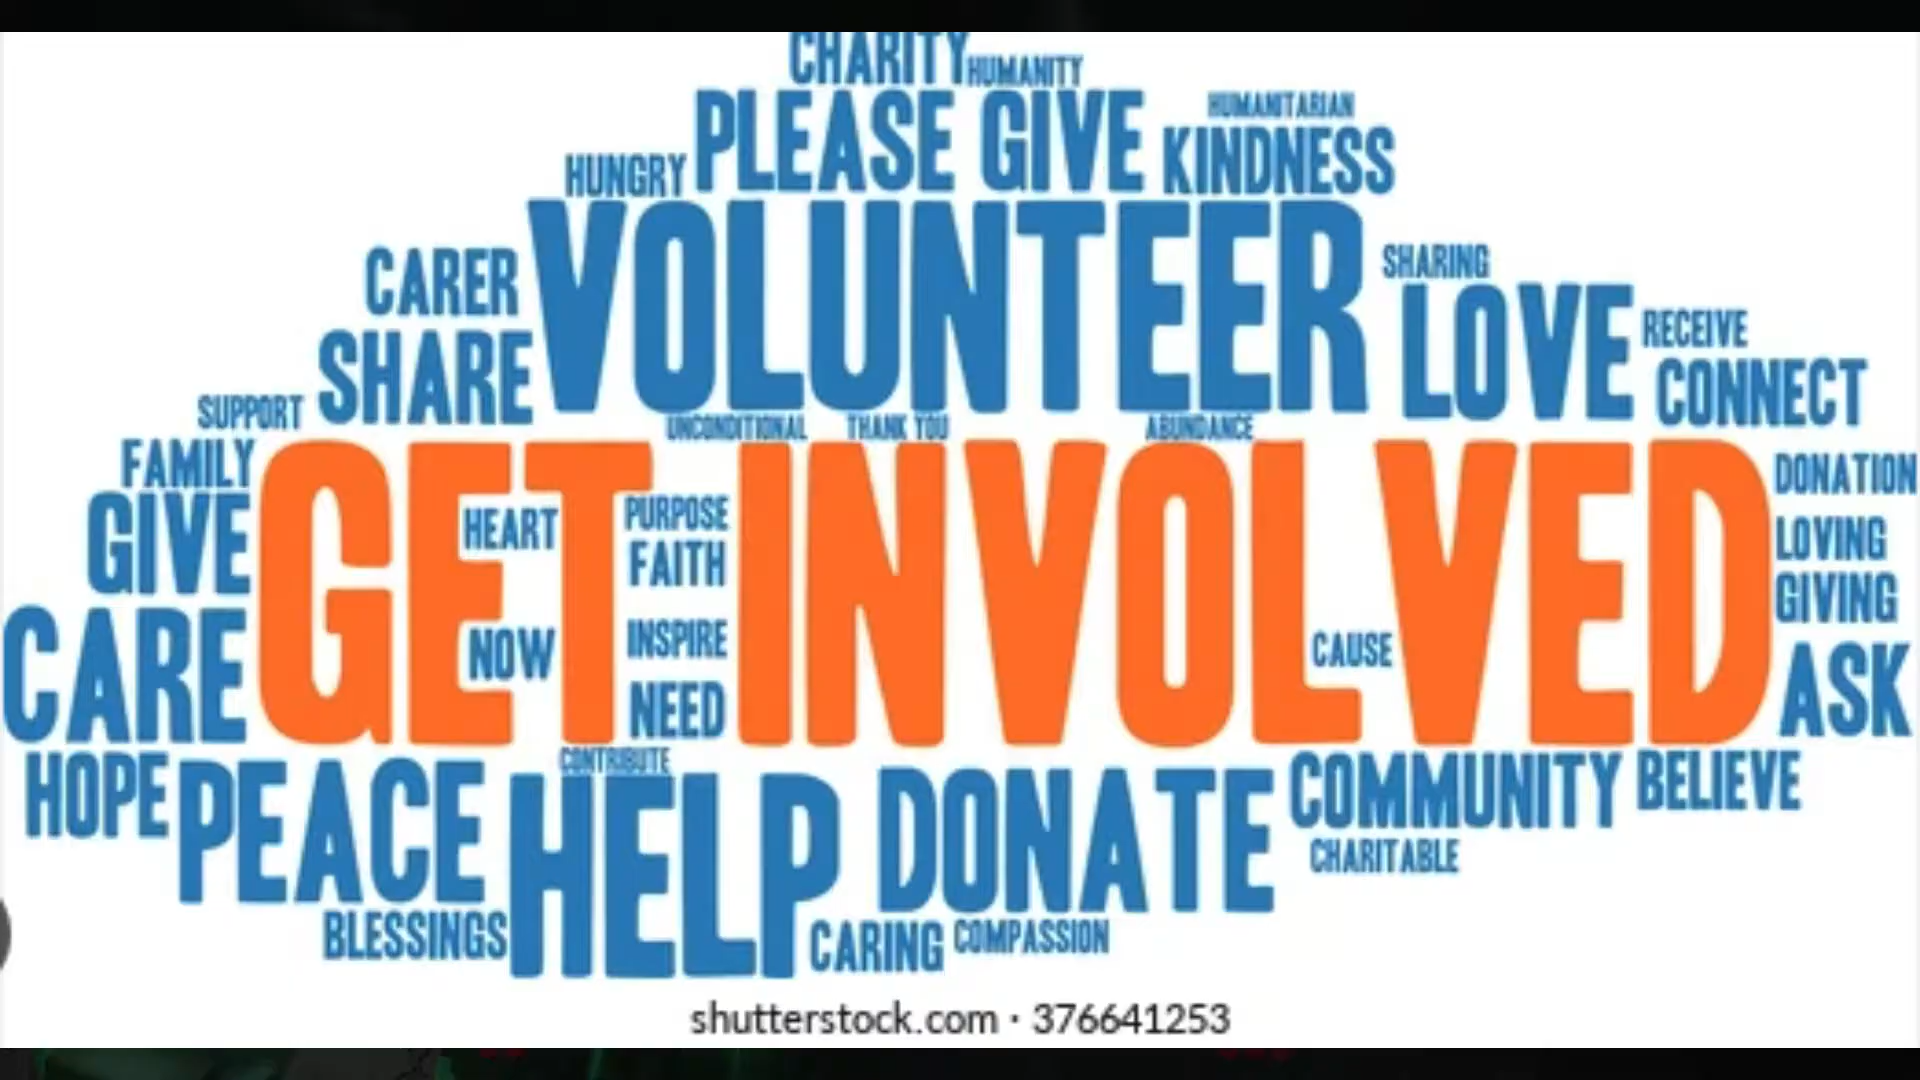 CHARITY HUMANITY
HUMANITARIAN
HUNGRY PLEASE GIVE KINDNESS
CARER VOLUNTEER SHARING
SHARE LOVE RECEIVE
SUPPORT CONNECT
UNCONDITIONAL THANK YOU ABUNDANCE
FAMILY GET INVOLVED DONATION
GIVE HEART PURPOSE LOVING
FAITH GIVING
CARE NOW INSPIRE CAUSE ASK
NEED
CONTRIBUTE
HOPE PEACE HELP DONATE COMMUNITY BELIEVE
CHARITABLE
BLESSINGS CARING COMPASSION
shutterstock.com · 376641253